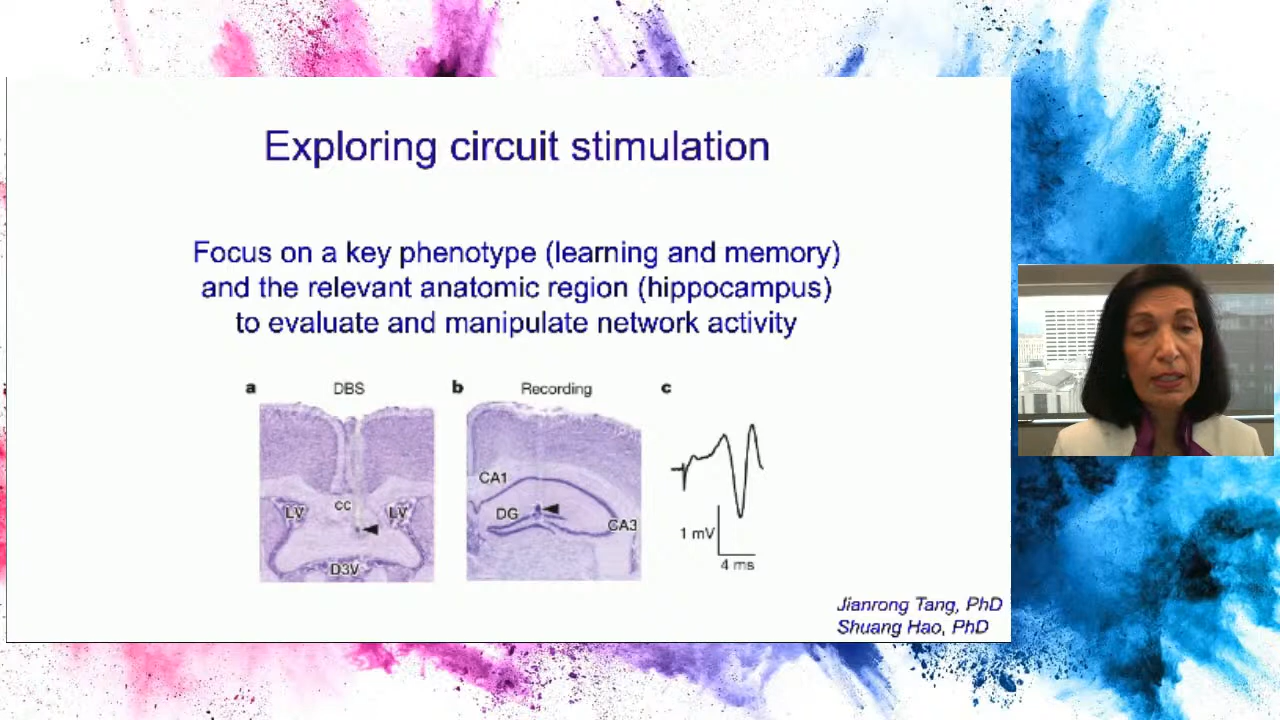 Exploring circuit stimulation
Focus on a key phenotype (learning and memory)
and the relevant anatomic region (hippocampus)
to evaluate and manipulate network activity
a DBS b Recording c
CA1
cc
LV LV
DG
CA3
1 mV
D3V
4 ms
Jianrong Tang, PhD
Shuang Hao, PhD